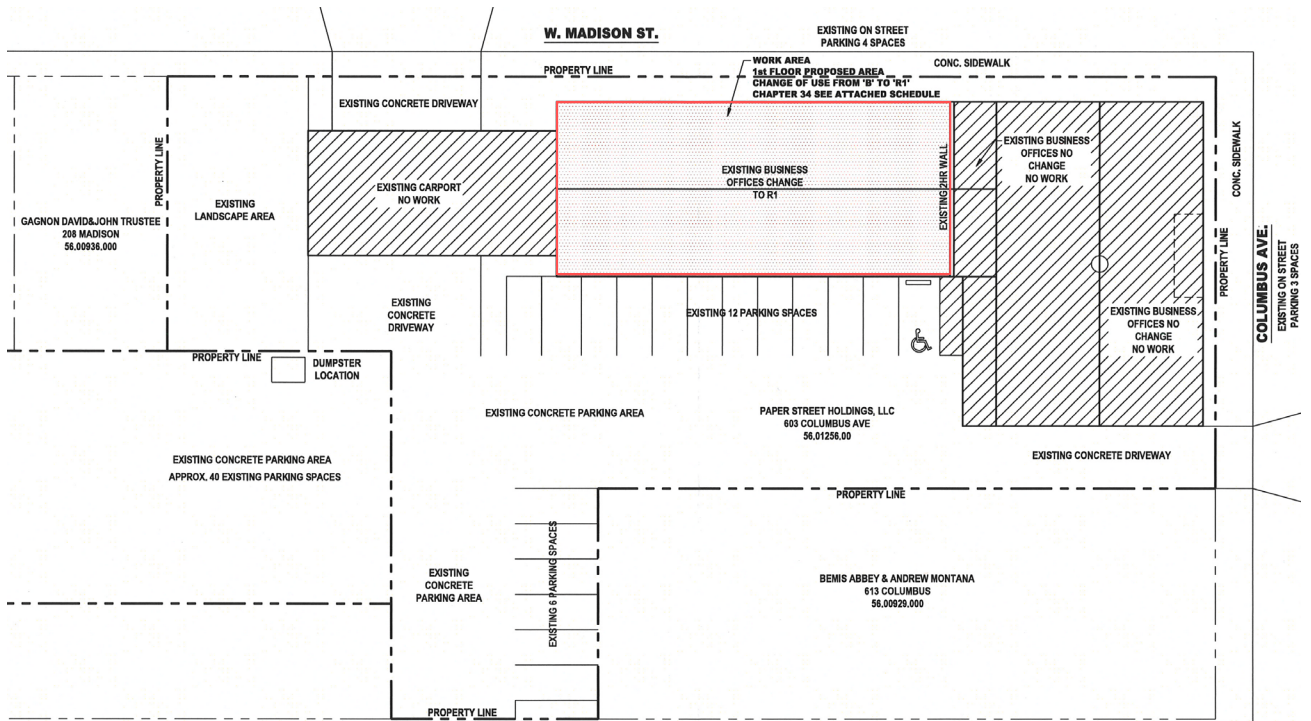 W. MADISON ST.
EXISTING ON STREET
PARKING 4 SPACES
PROPERTY LINE
WORK AREA
1st FLOOR PROPOSED AREA
CHANGE OF USE FROM 'B' TO 'R1'
CHAPTER 34 SEE ATTACHED SCHEDULE
CONC. SIDEWALK
EXISTING CONCRETE DRIVEWAY
PROPERTY LINE
GAGNON DAVID&JOHN TRUSTEE
208 MADISON
56.00936.000
EXISTING
LANDSCAPE AREA
EXISTING CARPORT
NO WORK
EXISTING BUSINESS
OFFICES CHANGE
TO R1
EXISTING 2HR WALL
EXISTING BUSINESS
OFFICES NO
CHANGE
NO WORK
CONC. SIDEWALK
PROPERTY LINE
COLUMBUS AVE.
EXISTING ON STREET
PARKING 3 SPACES
EXISTING
CONCRETE
DRIVEWAY
EXISTING 12 PARKING SPACES
EXISTING BUSINESS
OFFICES NO
CHANGE
NO WORK
PROPERTY LINE
DUMPSTER
LOCATION
EXISTING CONCRETE PARKING AREA
PAPER STREET HOLDINGS, LLC
603 COLUMBUS AVE
56,01256.00
EXISTING CONCRETE PARKING AREA
APPROX. 40 EXISTING PARKING SPACES
EXISTING CONCRETE DRIVEWAY
PROPERTY LINE
EXISTING
CONCRETE
PARKING AREA
EXISTING 6 PARKING SPACES
BEMIS ABBEY & ANDREW MONTANA
613 COLUMBUS
56,00929.000
PROPERTY LINE